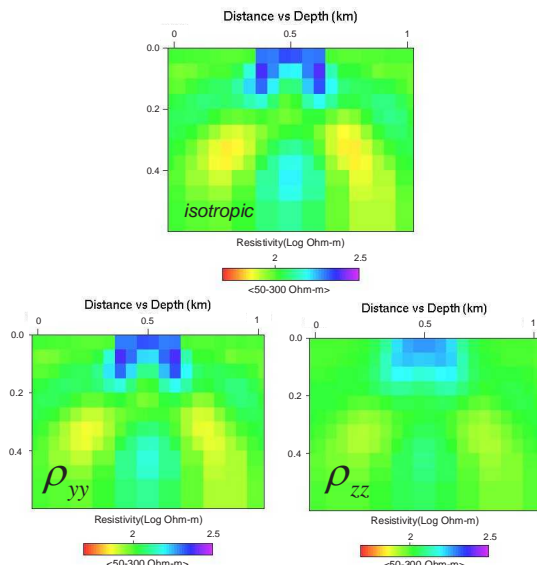 Distance vs Depth (km)
0 0.5 1
0.0
0.2
0.4
isotropic
Resistivity(Log Ohm-m)
2 2.5
<50-300 Ohm-m>
Distance vs Depth (km)
0 0.5 1
0.0
0.2
0.4
ρyy
Resistivity(Log Ohm-m)
2 2.5
<50-300 Ohm-m>
Distance vs Depth (km)
0 0.5 1
0.0
0.2
0.4
ρzz
Resistivity(Log Ohm-m)
2 2.5
<50-300 Ohm-m>